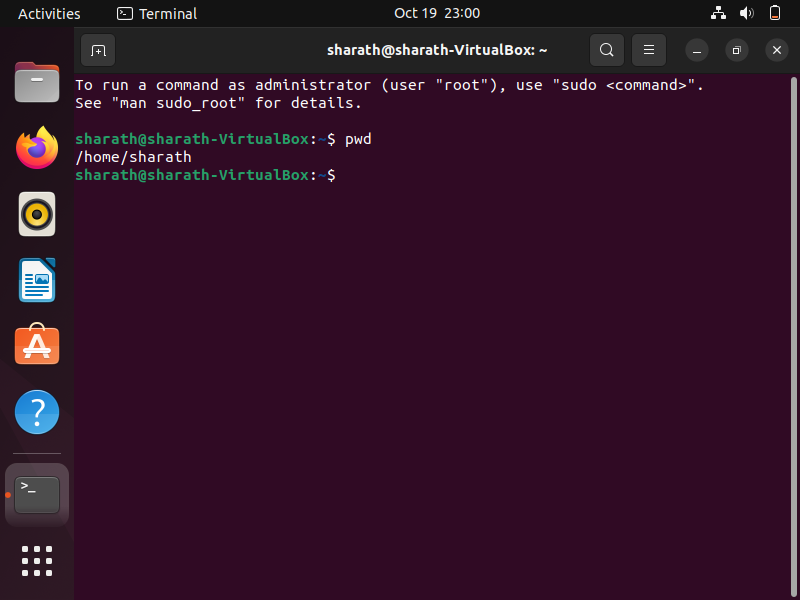 Activities Terminal Oct 19 23:00
sharath@sharath-VirtualBox: ~
To run a command as administrator (user "root"), use "sudo <command>".
See "man sudo_root" for details.
sharath@sharath-VirtualBox:~$ pwd
/home/sharath
sharath@sharath-VirtualBox:~$